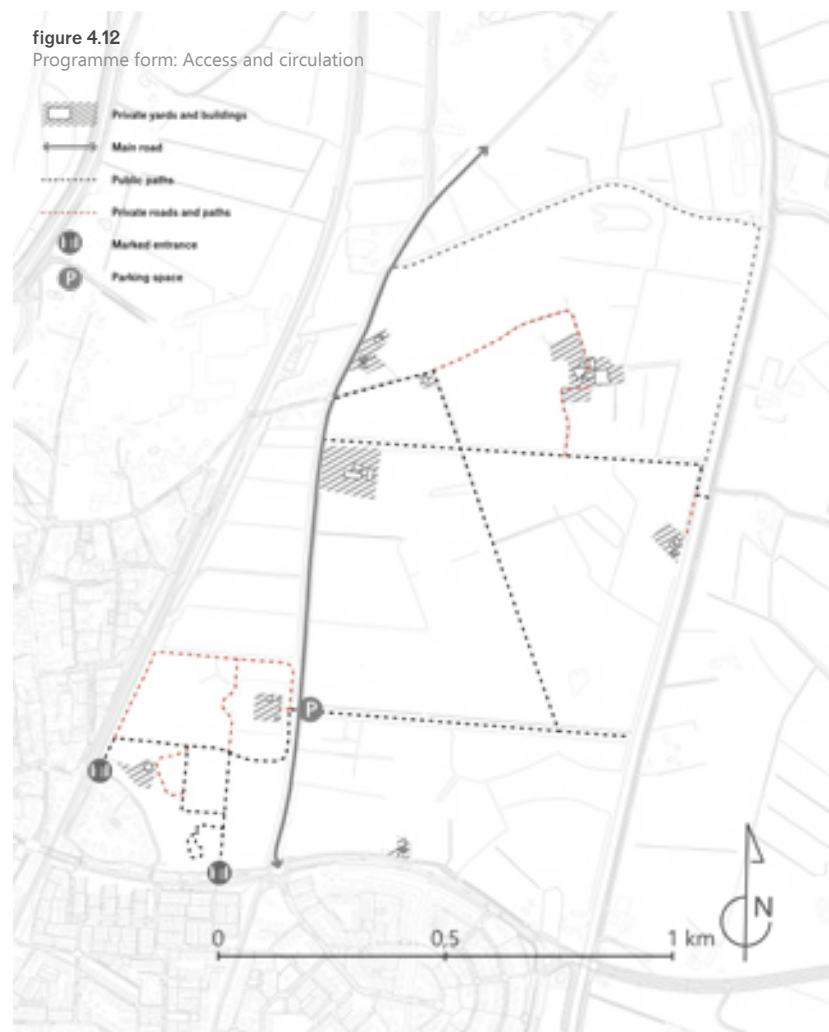 figure 4.12
Programme form: Access and circulation
Private yards and buildings
Main road
Public paths
Private roads and paths
Marked entrance
P
Parking space
P
N
0
0.5
1 km